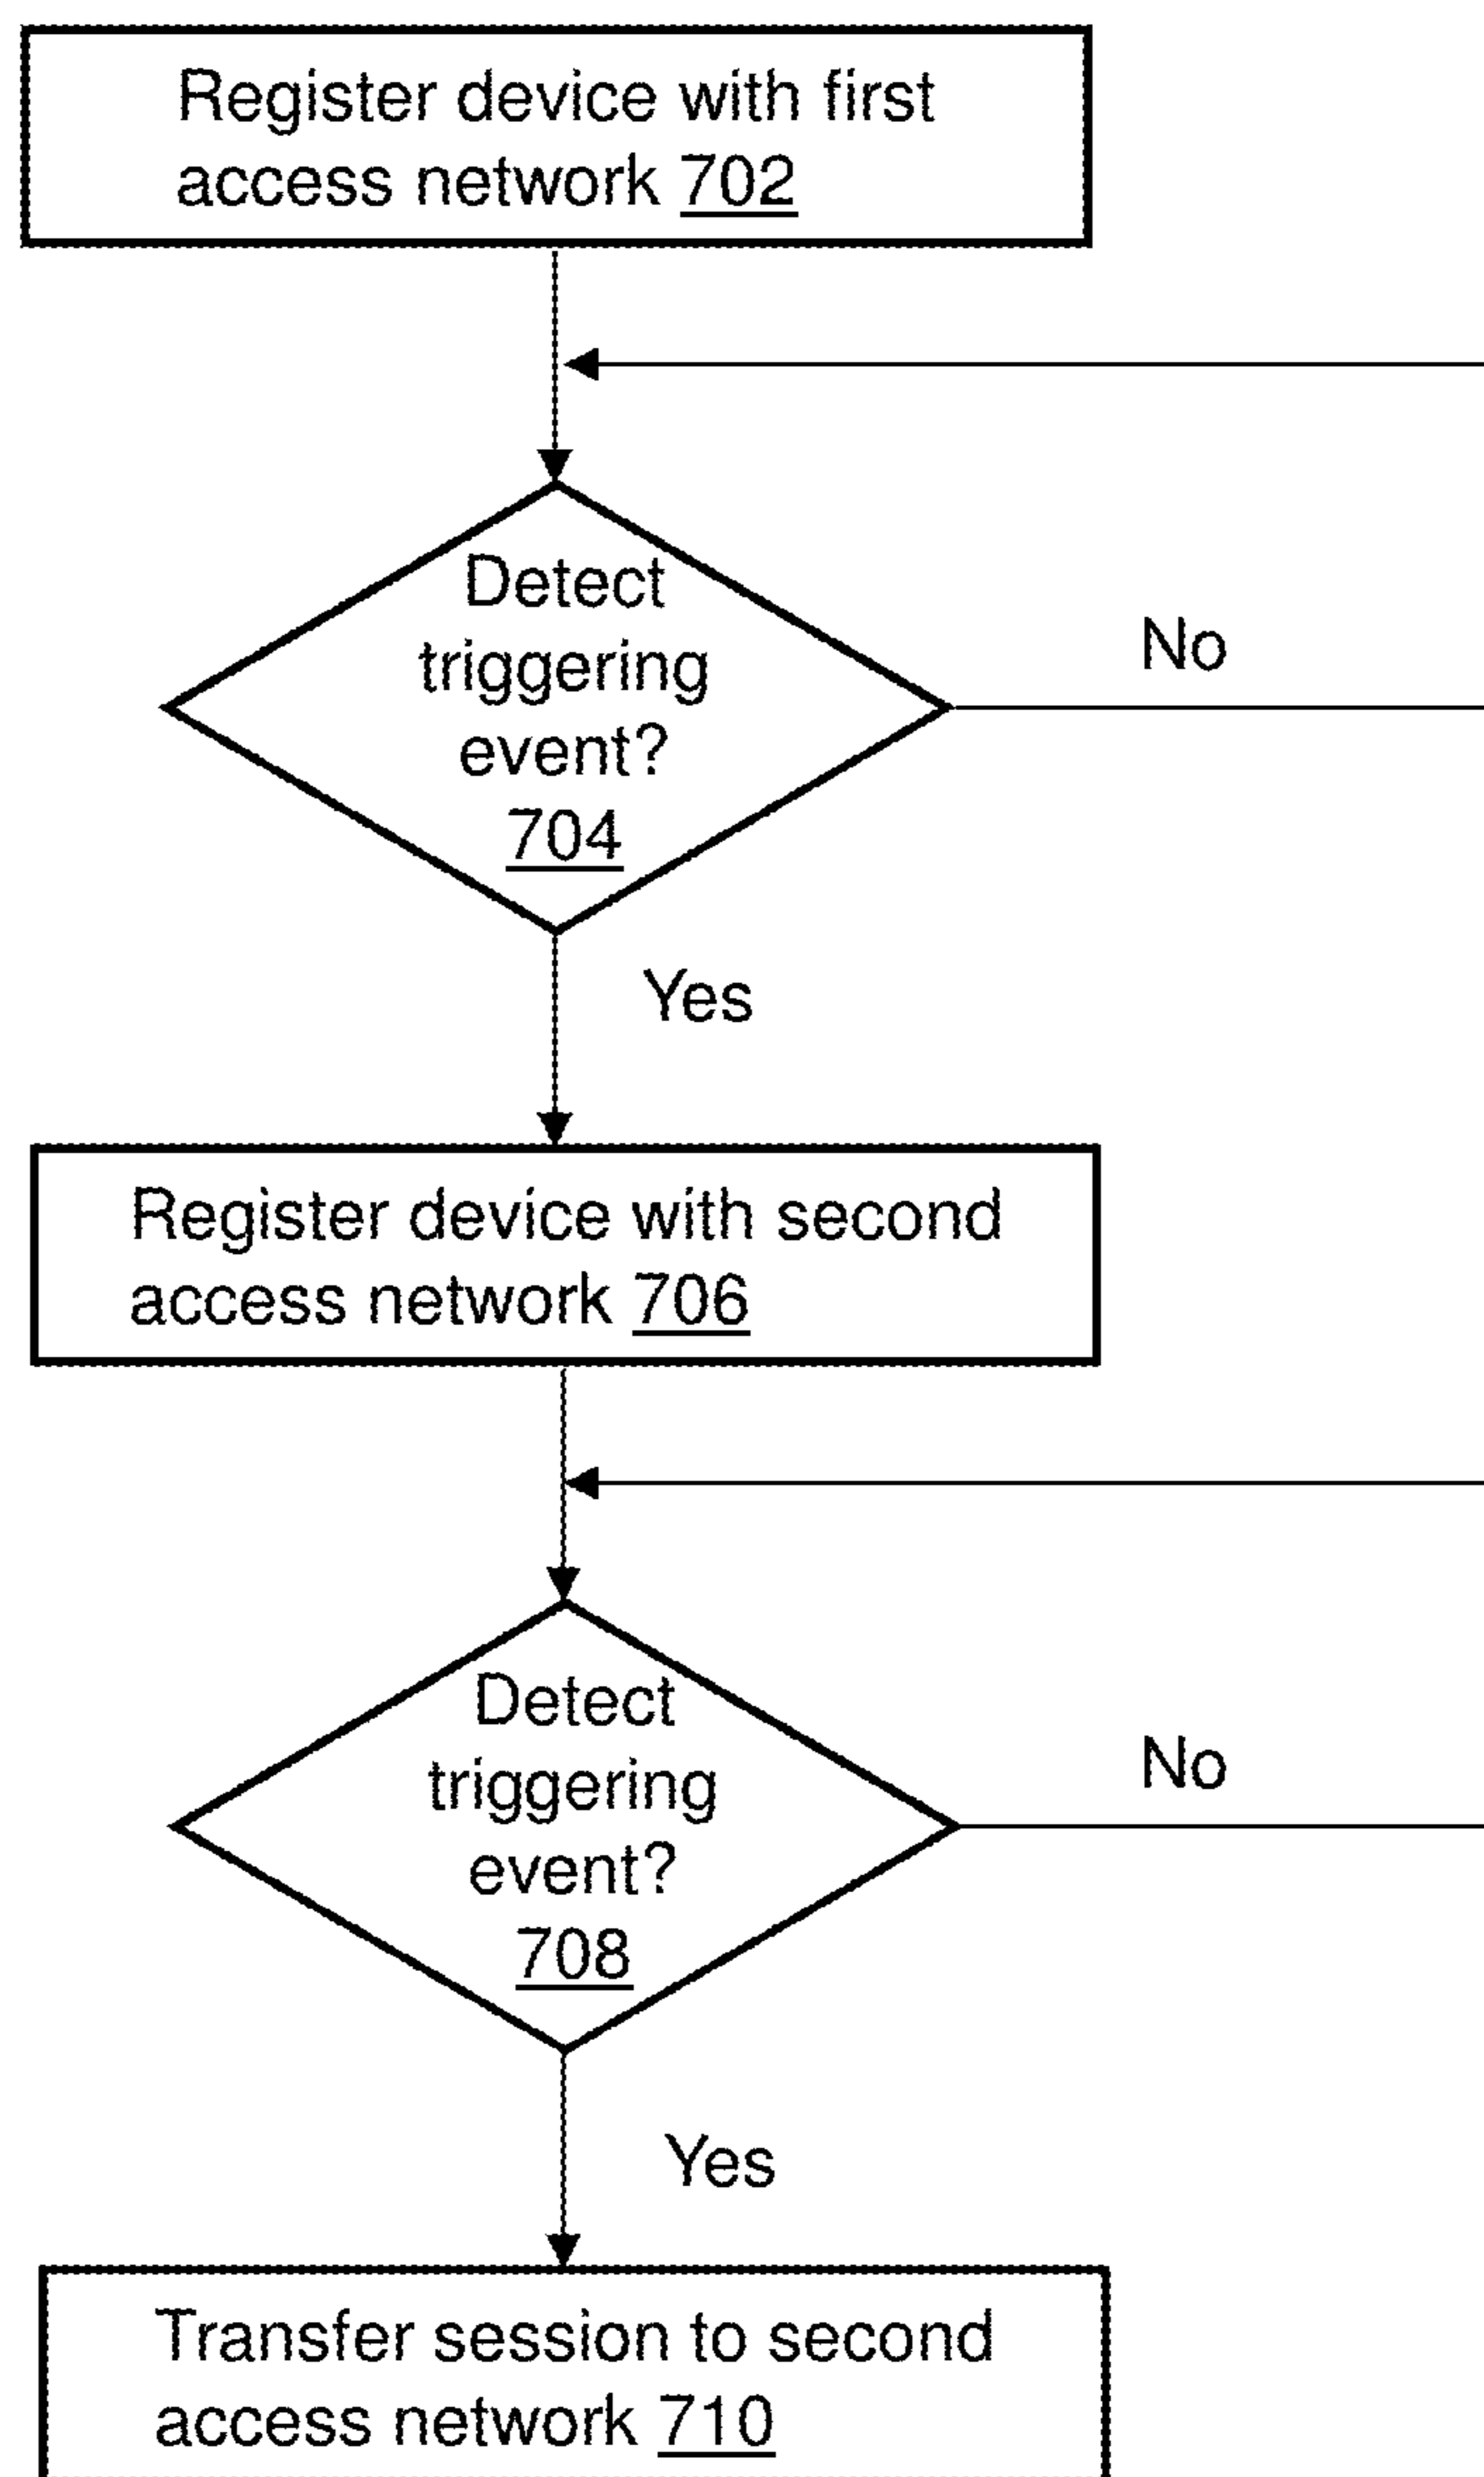 Register device with first
access network 702
Detect
triggering
event?
704
No
Yes
Register device with second
access network 706
Detect
triggering
event?
708
No
Yes
Transfer session to second
access network 710